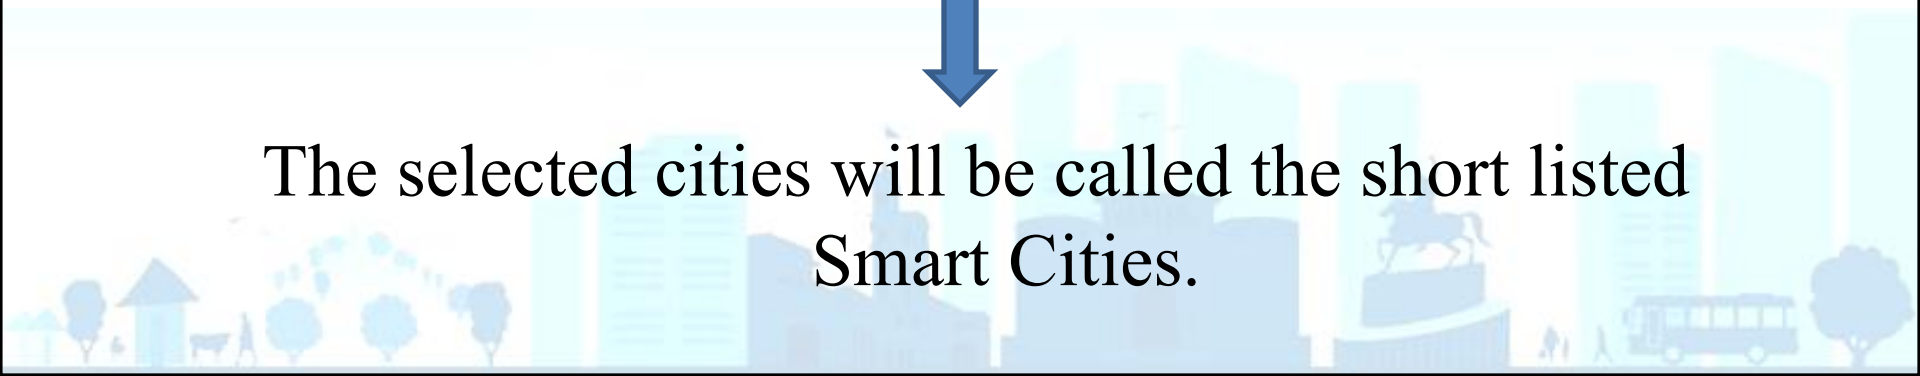 The selected cities will be called the short listed
Smart Cities.